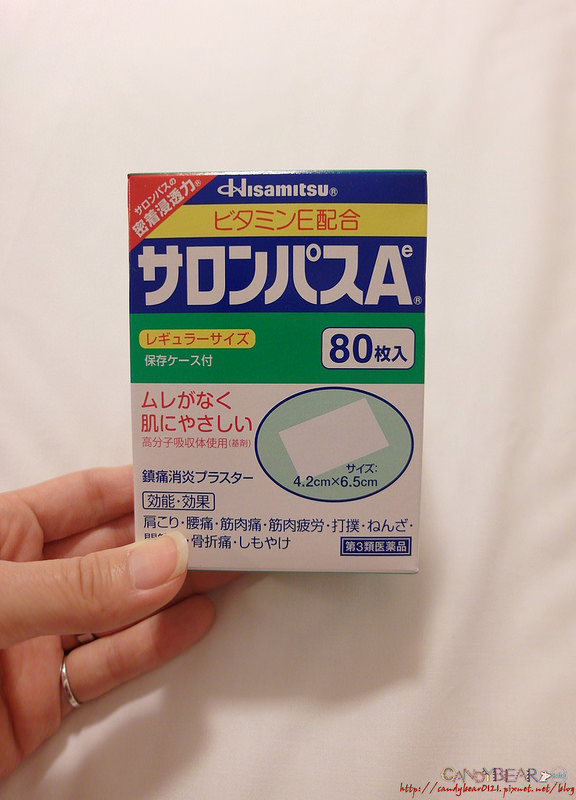 サロンパスの
密着浸透力®
Hisamitsu®
ビタミンE配合
サロンパスAe®
レギュラーサイズ
保存ケース付
80枚入
ムレがなく
肌にやさしい
高分子吸収体使用(基剤)
サイズ:
4.2cm×6.5cm
鎮痛消炎プラスター
効能・効果
肩こり・腰痛・筋肉痛・筋肉疲労・打撲・ねんざ・
骨折痛・しもやけ
第3類医薬品
CANDYBEAR
http://candybear0121.pixnet.net/blog